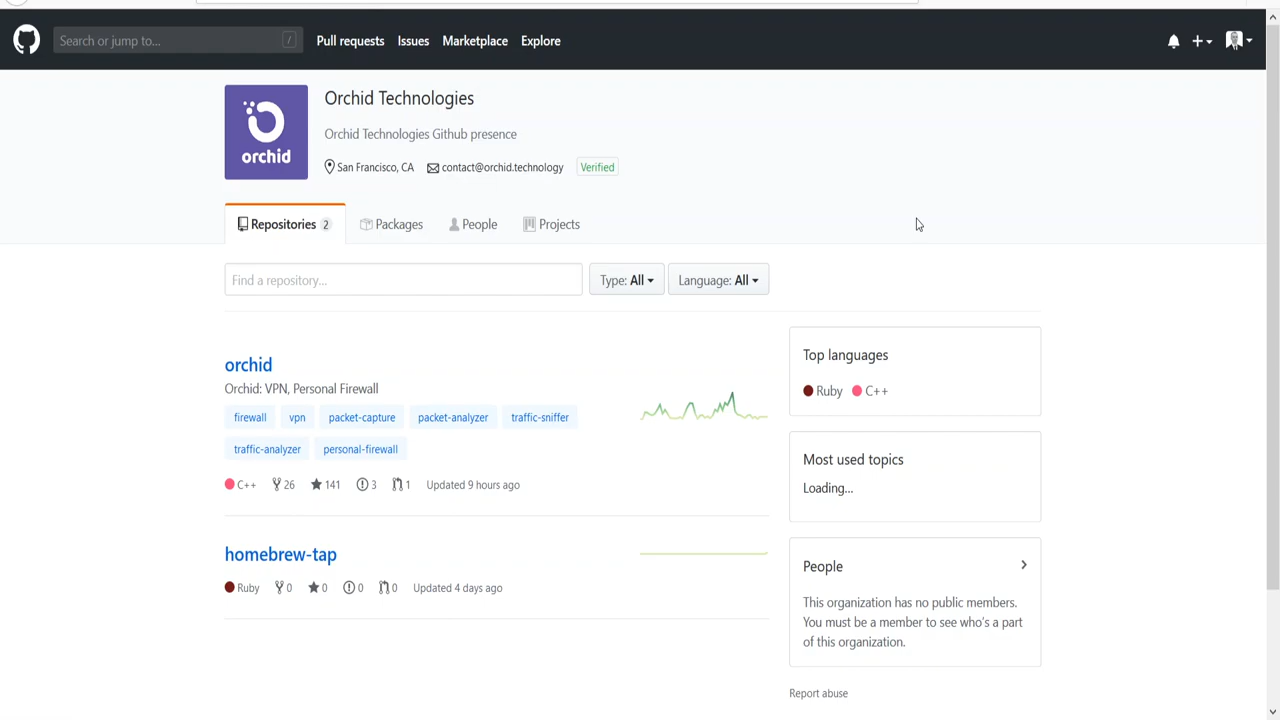 Search or jump to... /
Pull requests Issues Marketplace Explore
orchid
Orchid Technologies
Orchid Technologies Github presence
San Francisco, CA contact@orchid.technology Verified
Repositories 2 Packages People Projects
Find a repository... Type: All Language: All
orchid
Orchid: VPN, Personal Firewall
firewall vpn packet-capture packet-analyzer traffic-sniffer
traffic-analyzer personal-firewall
C++ 26 141 3 1 Updated 9 hours ago
homebrew-tap
Ruby 0 0 0 0 Updated 4 days ago
Top languages
Ruby C++
Most used topics
Loading...
People
This organization has no public members.
You must be a member to see who's a part
of this organization.
Report abuse